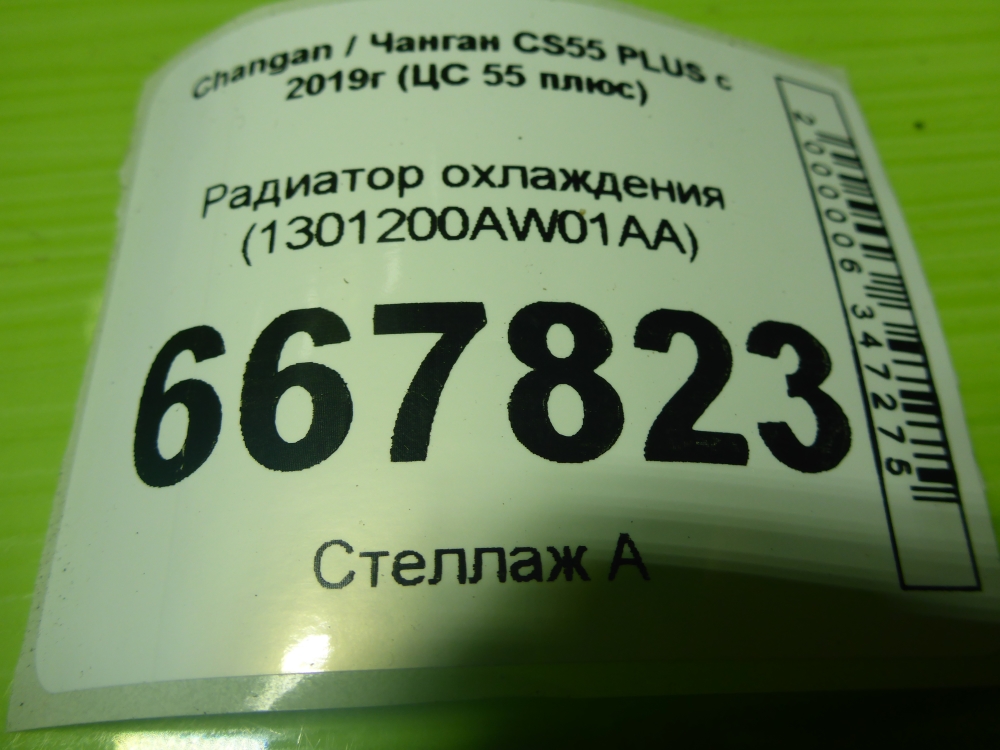 Changan / Чанган CS55 PLUS с
2019г (ЦС 55 плюс)
Радиатор охлаждения
(1301200AW01AA)
667823
Стеллаж А
2000006347275